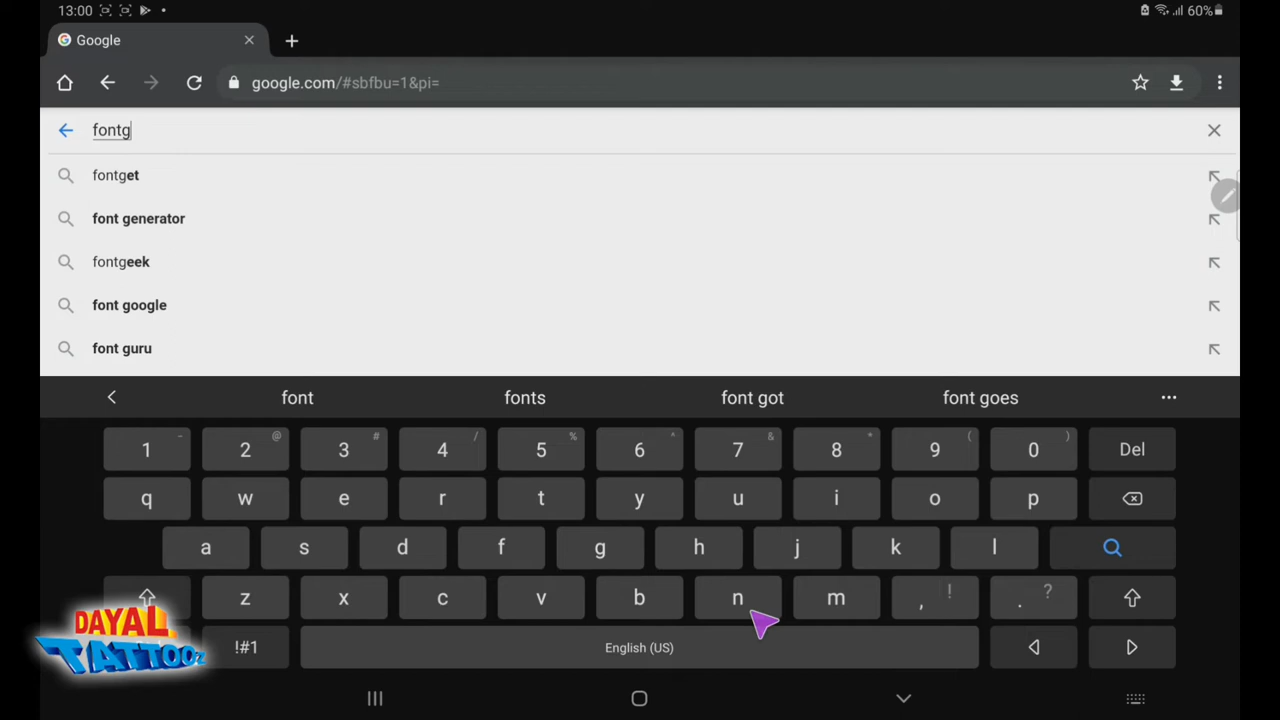 13:00
60%
Google
google.com/#sbfbu=1&pi=
fontg
fontget
font generator
fontgeek
font google
font guru
font fonts font got font goes
1 - 2 @ 3 # 4 / 5 % 6 ^ 7 & 8 * 9 ( 0 ) Del
q w e r t y u i o p
a s d f g h j k l
z x c v b n m , ! . ?
!#1 English (US)
DAYAL
TATTOOZ